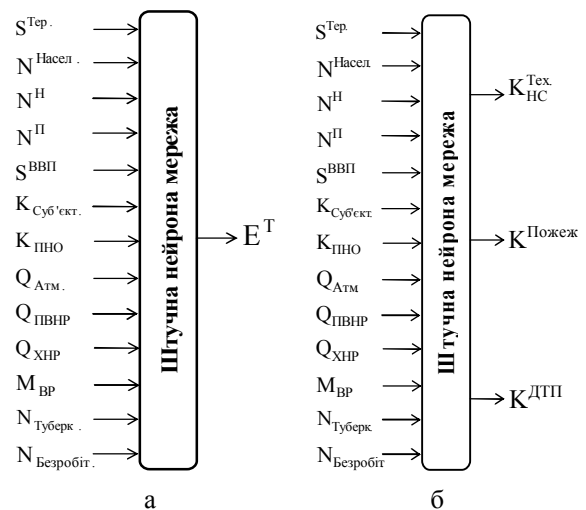 S^Тер.
N^Насел.
N^Н
N^П
S^ВВП
K_Суб'єкт.
K_ПНО
Q_Атм.
Q_ПВНР
Q_ХНР
M_ВР
N_Туберк.
N_Безробіт.
Штучна нейрона мережа
E^Т
а
S^Тер.
N^Насел.
N^Н
N^П
S^ВВП
K_Суб'єкт.
K_ПНО
Q_Атм
Q_ПВНР
Q_ХНР
M_ВР
N_Туберк.
N_Безробіт
Штучна нейрона мережа
K_НС^Тех.
K^Пожеж
K^ДТП
б